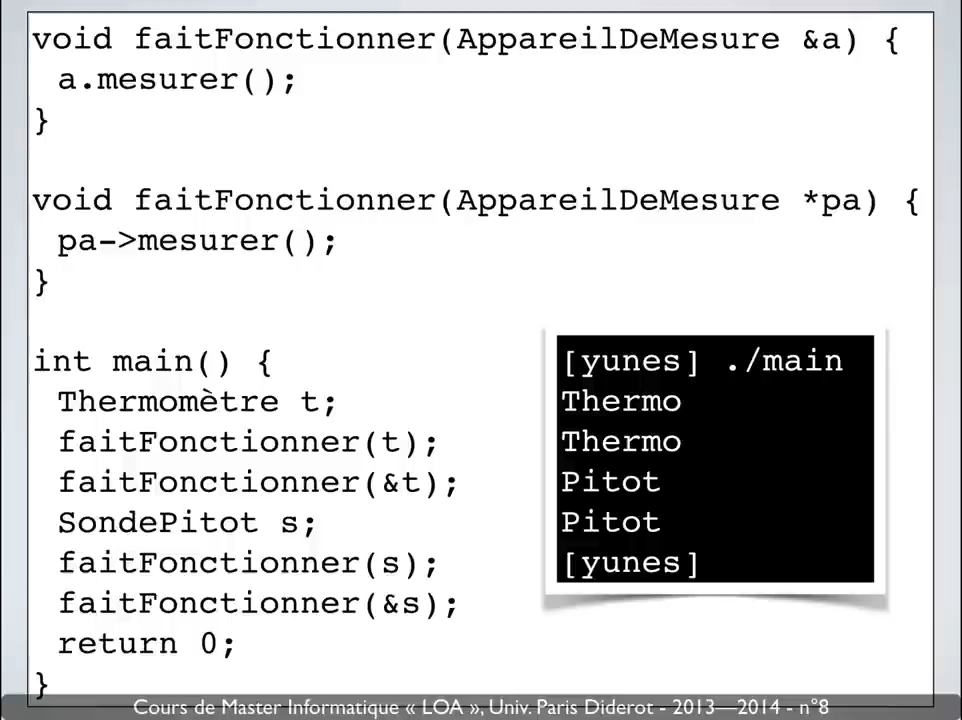 void faitFonctionner(AppareilDeMesure &a) {
a.mesurer();
}
void faitFonctionner(AppareilDeMesure *pa) {
pa->mesurer();
}
int main() {
Thermomètre t;
faitFonctionner(t);
faitFonctionner(&t);
SondePitot s;
faitFonctionner(s);
faitFonctionner(&s);
return 0;
}
[yunes] ./main
Thermo
Thermo
Pitot
Pitot
[yunes]
Cours de Master Informatique « LOA », Univ. Paris Diderot - 2013—2014 - n°8